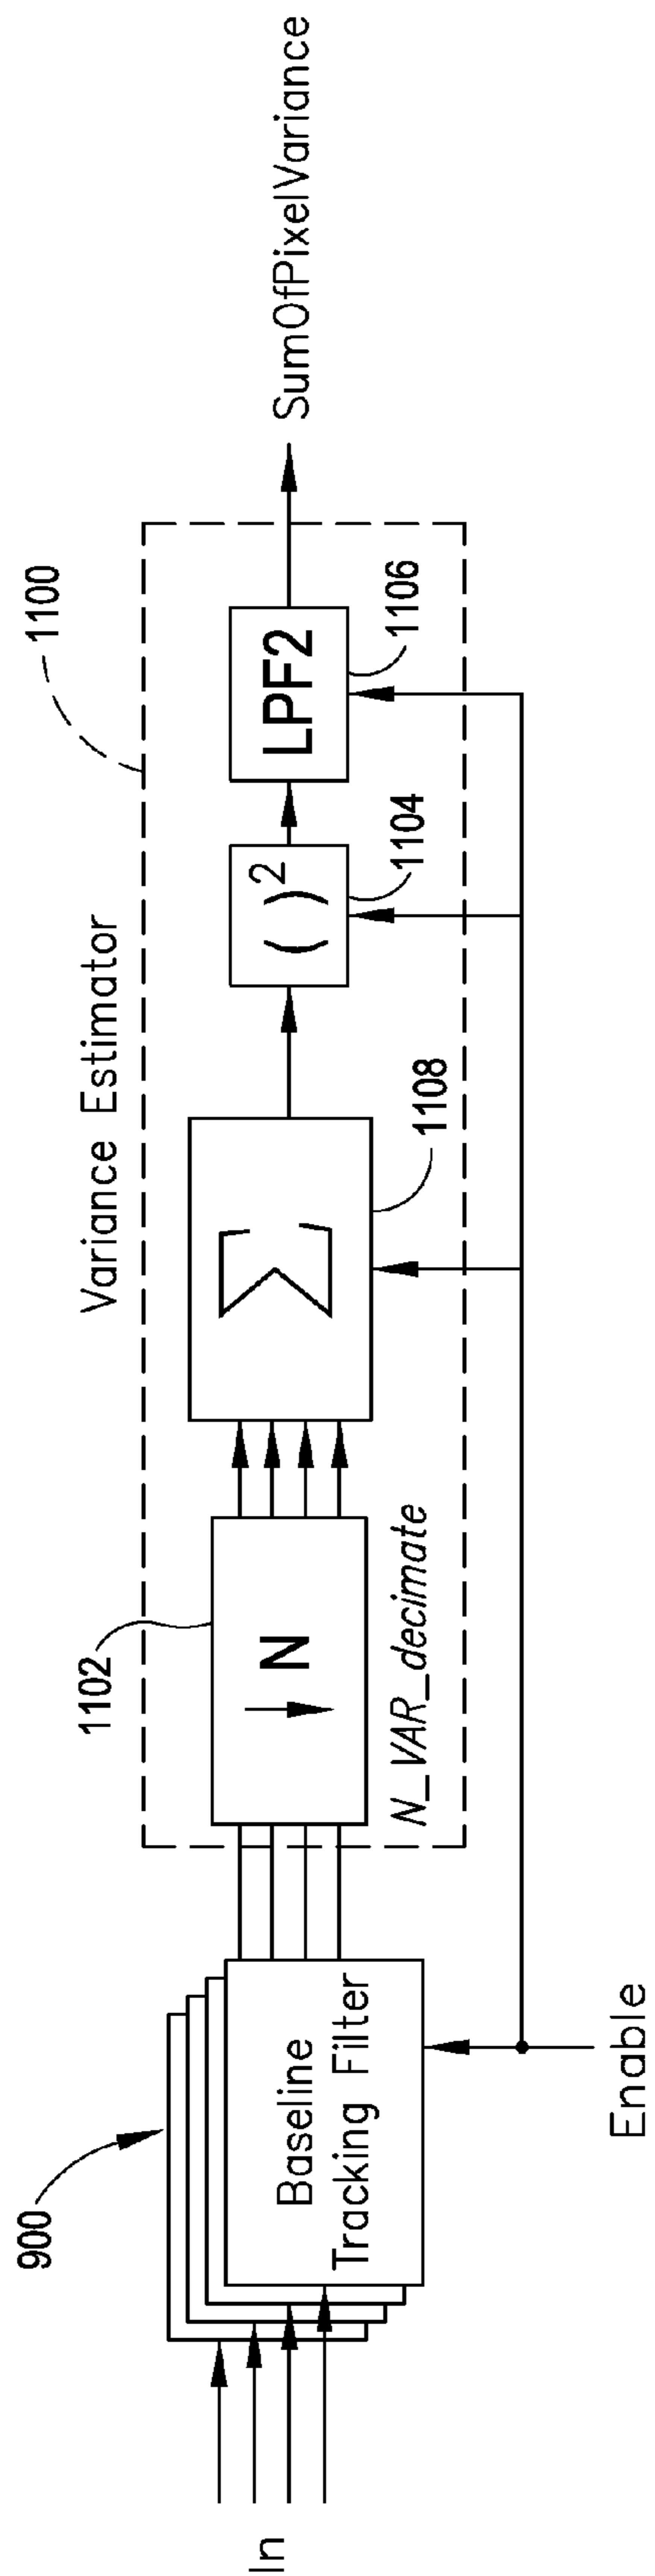 1100
Variance Estimator
SumOfPixelVariance
900
1102
In
Baseline
Tracking Filter
↓ N
N_VAR_decimate
Σ
1108
( )²
1104
LPF2
1106
Enable